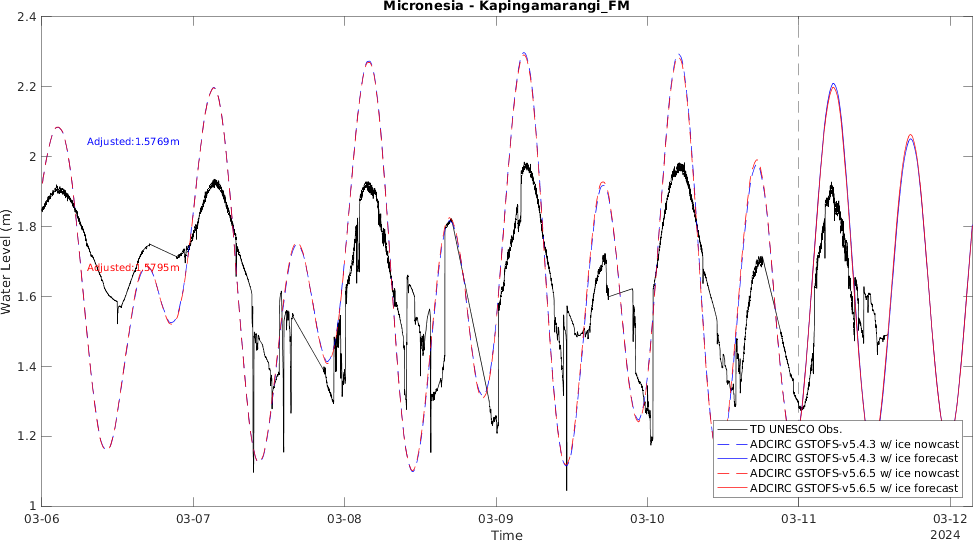 Micronesia - Kapingamarangi_FM
2.4
2.2
2
1.8
1.6
1.4
1.2
1
Water Level (m)
Adjusted:1.5769m
Adjusted:1.5795m
TD UNESCO Obs.
ADCIRC GSTOFS-v5.4.3 w/ ice nowcast
ADCIRC GSTOFS-v5.4.3 w/ ice forecast
ADCIRC GSTOFS-v5.6.5 w/ ice nowcast
ADCIRC GSTOFS-v5.6.5 w/ ice forecast
03-06 03-07 03-08 03-09 03-10 03-11 03-12
Time
2024